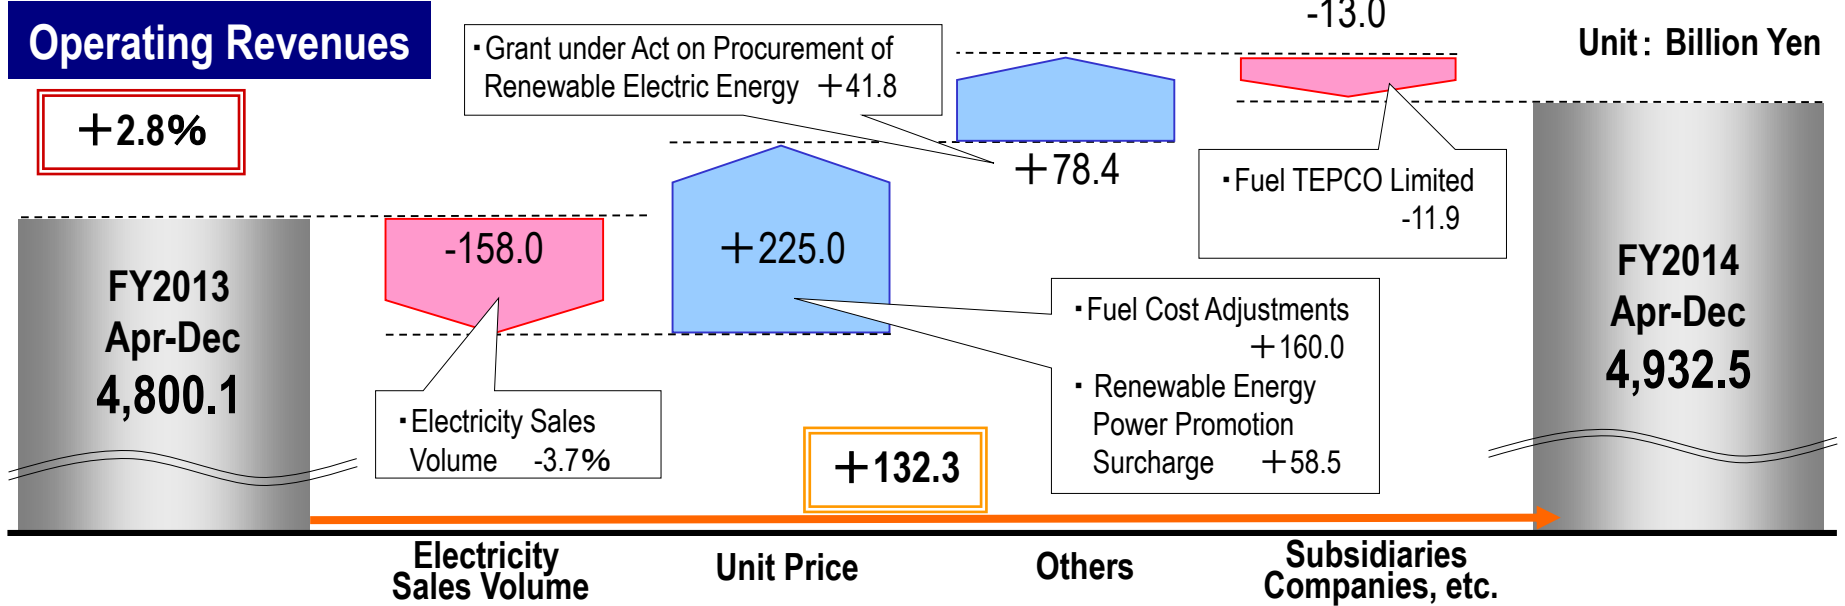 Operating Revenues
Unit: Billion Yen
+2.8%
・Grant under Act on Procurement of
Renewable Electric Energy +41.8
-13.0
+78.4
・Fuel TEPCO Limited
-11.9
-158.0
+225.0
FY2013
Apr-Dec
4,800.1
FY2014
Apr-Dec
4,932.5
・Electricity Sales
Volume -3.7%
・Fuel Cost Adjustments
+160.0
・ Renewable Energy
Power Promotion
Surcharge +58.5
+132.3
Electricity
Sales Volume
Unit Price
Others
Subsidiaries
Companies, etc.